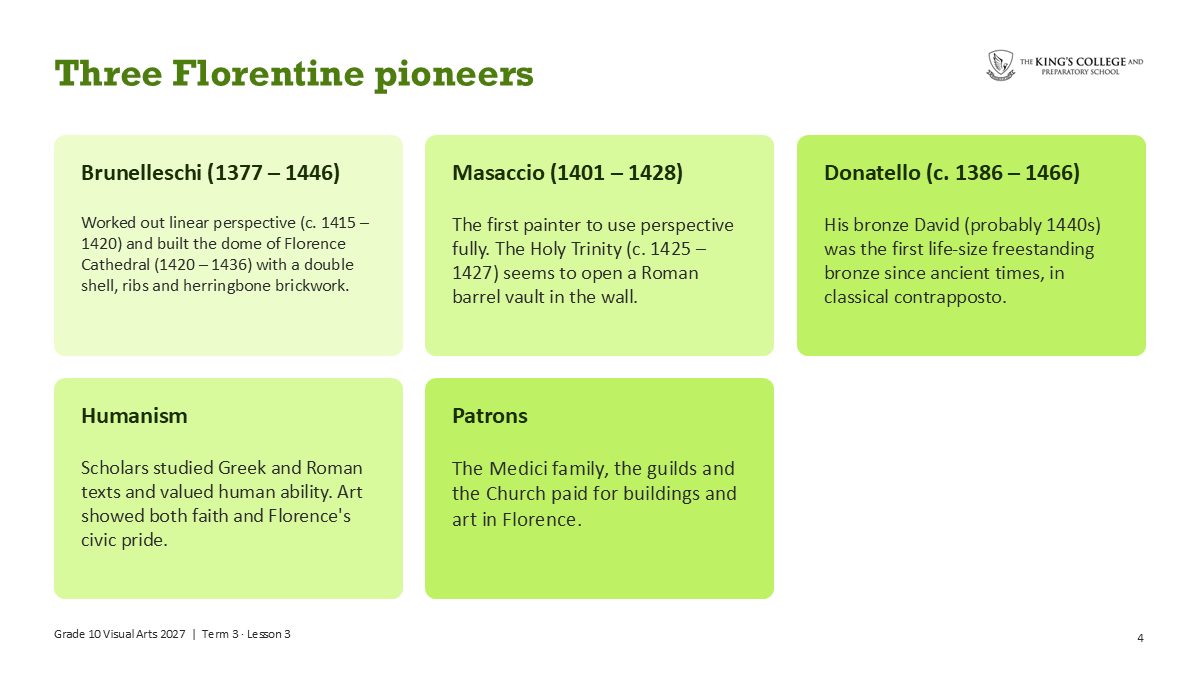 Three Florentine pioneers
THE KING'S COLLEGE AND
PREPARATORY SCHOOL
Brunelleschi (1377 – 1446)
Worked out linear perspective (c. 1415 –
1420) and built the dome of Florence
Cathedral (1420 – 1436) with a double
shell, ribs and herringbone brickwork.
Masaccio (1401 – 1428)
The first painter to use perspective
fully. The Holy Trinity (c. 1425 –
1427) seems to open a Roman
barrel vault in the wall.
Donatello (c. 1386 – 1466)
His bronze David (probably 1440s)
was the first life-size freestanding
bronze since ancient times, in
classical contrapposto.
Humanism
Scholars studied Greek and Roman
texts and valued human ability. Art
showed both faith and Florence's
civic pride.
Patrons
The Medici family, the guilds and
the Church paid for buildings and
art in Florence.
Grade 10 Visual Arts 2027 | Term 3 · Lesson 3
4